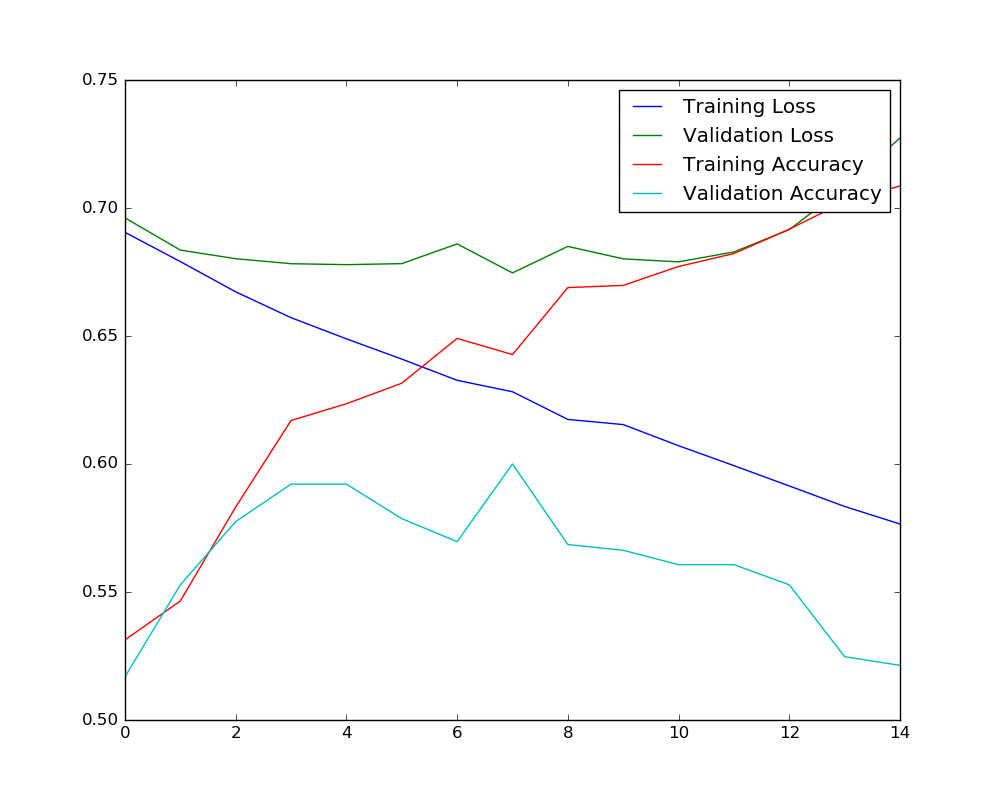 0.75
0.70
0.65
0.60
0.55
0.50
0 2 4 6 8 10 12 14
Training Loss
Validation Loss
Training Accuracy
Validation Accuracy